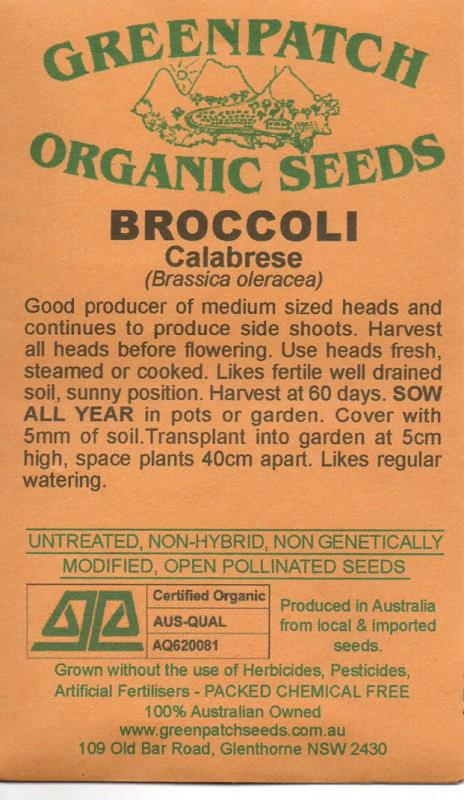 GREENPATCH
ORGANIC SEEDS
BROCCOLI
Calabrese
(Brassica oleracea)
Good producer of medium sized heads and
continues to produce side shoots. Harvest
all heads before flowering. Use heads fresh,
steamed or cooked. Likes fertile well drained
soil, sunny position. Harvest at 60 days. SOW
ALL YEAR in pots or garden. Cover with
5mm of soil.Transplant into garden at 5cm
high, space plants 40cm apart. Likes regular
watering.
UNTREATED, NON-HYBRID, NON GENETICALLY
MODIFIED, OPEN POLLINATED SEEDS
Certified Organic
AUS-QUAL
AQ620081
Produced in Australia
from local & imported
seeds.
Grown without the use of Herbicides, Pesticides,
Artificial Fertilisers - PACKED CHEMICAL FREE
100% Australian Owned
www.greenpatchseeds.com.au
109 Old Bar Road, Glenthorne NSW 2430